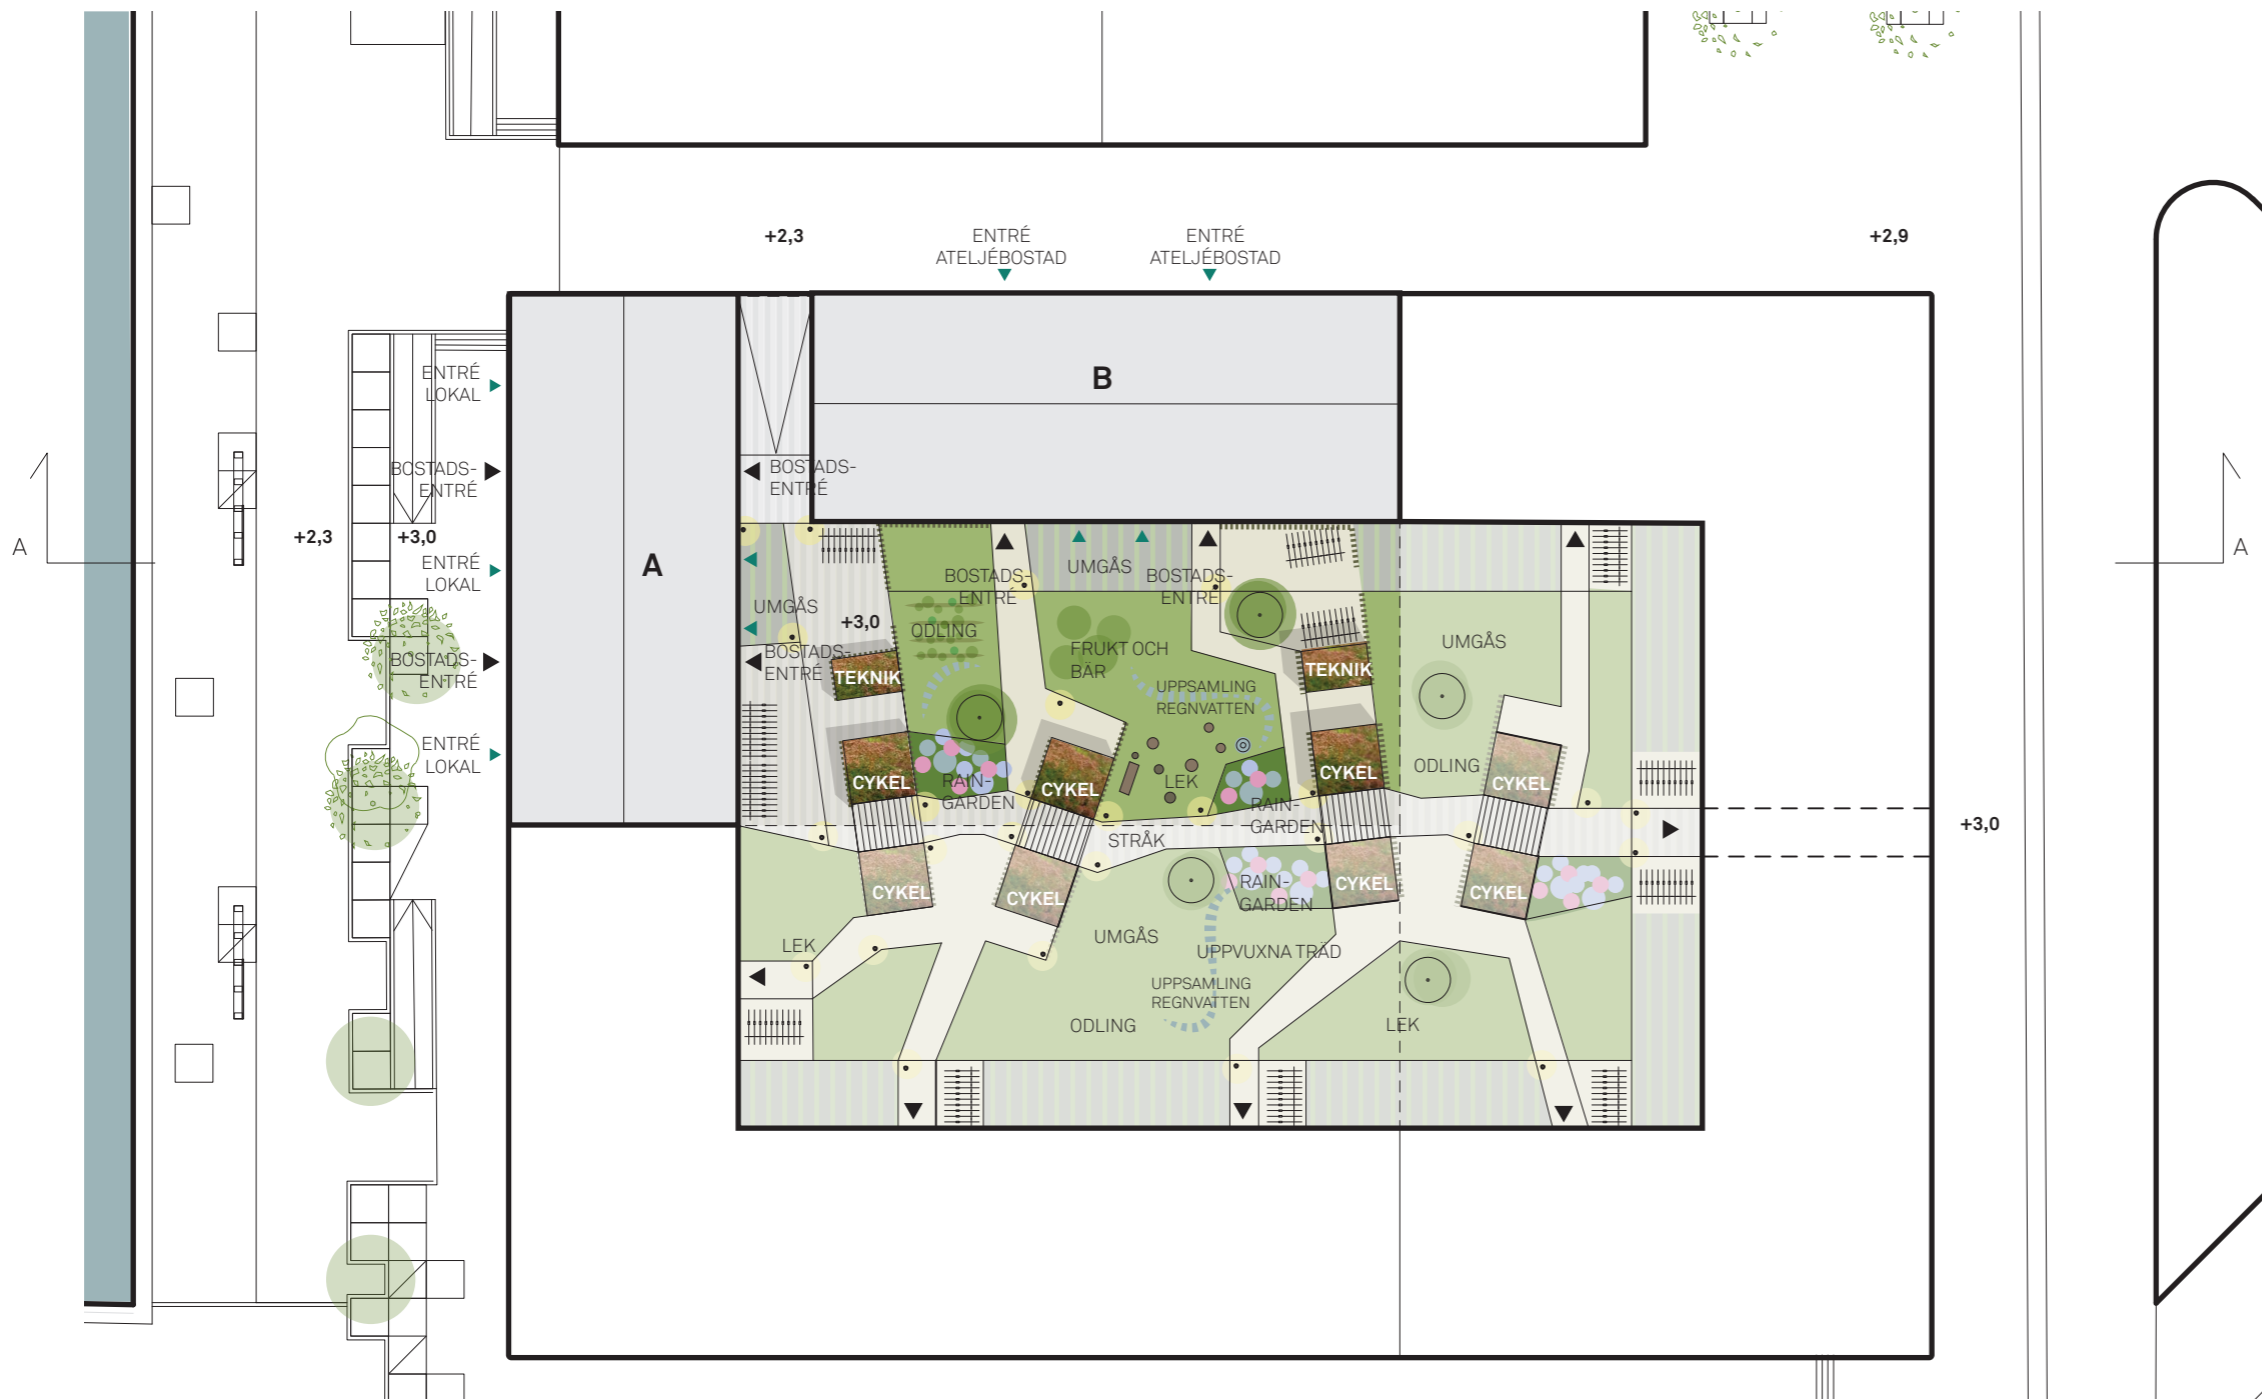 +2,3
ENTRÉ
ATELJÉBOSTAD
ENTRÉ
ATELJÉBOSTAD
+2,9
ENTRÉ
LOKAL
B
BOSTADS-
ENTRÉ
BOSTADS-
ENTRÉ
A
+2,3
+3,0
A
A
ENTRÉ
LOKAL
UMGÅS
BOSTADS-
ENTRÉ
UMGÅS
BOSTADS-
ENTRÉ
+3,0
ODLING
UMGÅS
FRUKT OCH
BÄR
BOSTADS-
ENTRÉ
BOSTADS-
ENTRÉ
TEKNIK
TEKNIK
UPPSAMLING
REGNVATTEN
ENTRÉ
LOKAL
CYKEL
RAIN-
GARDEN
CYKEL
LEK
CYKEL
ODLING
CYKEL
RAIN-
GARDEN
STRÅK
+3,0
CYKEL
CYKEL
RAIN-
GARDEN
CYKEL
CYKEL
LEK
UMGÅS
UPPVUXNA TRÄD
UPPSAMLING
REGNVATTEN
ODLING
LEK